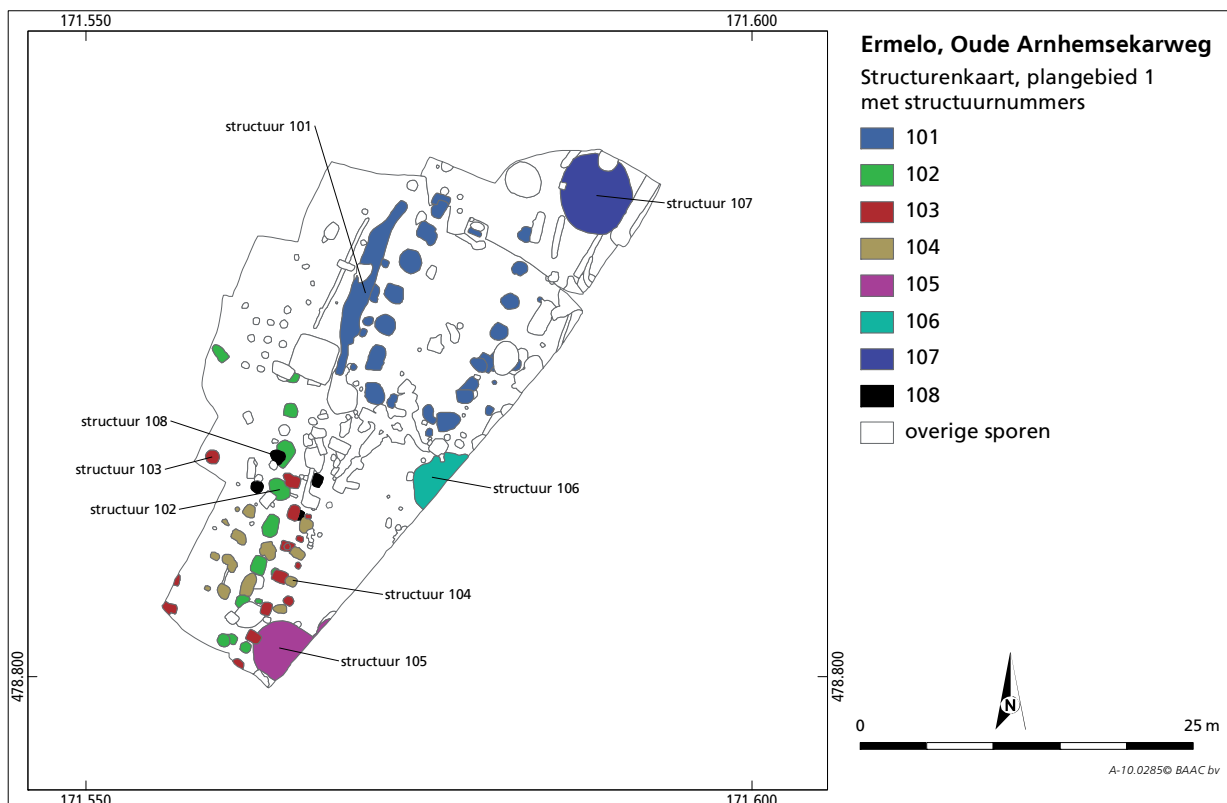 171.550
171.600
Ermelo, Oude Arnhemsekarweg
Structurenkaart, plangebied 1
met structuurnummers
101
102
103
104
105
106
107
108
overige sporen
structuur 101
structuur 107
structuur 108
structuur 103
structuur 102
structuur 106
structuur 104
structuur 105
478.800
478.800
171.550
171.600
N
0
25 m
A-10.0285© BAAC bv